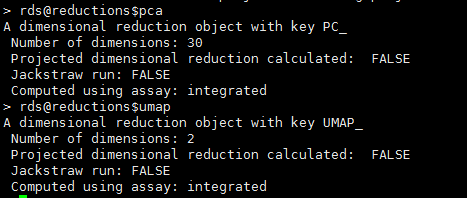 > rds@reductions$pca
A dimensional reduction object with key PC_
Number of dimensions: 30
Projected dimensional reduction calculated:  FALSE
Jackstraw run: FALSE
Computed using assay: integrated
> rds@reductions$umap
A dimensional reduction object with key UMAP_
Number of dimensions: 2
Projected dimensional reduction calculated:  FALSE
Jackstraw run: FALSE
Computed using assay: integrated